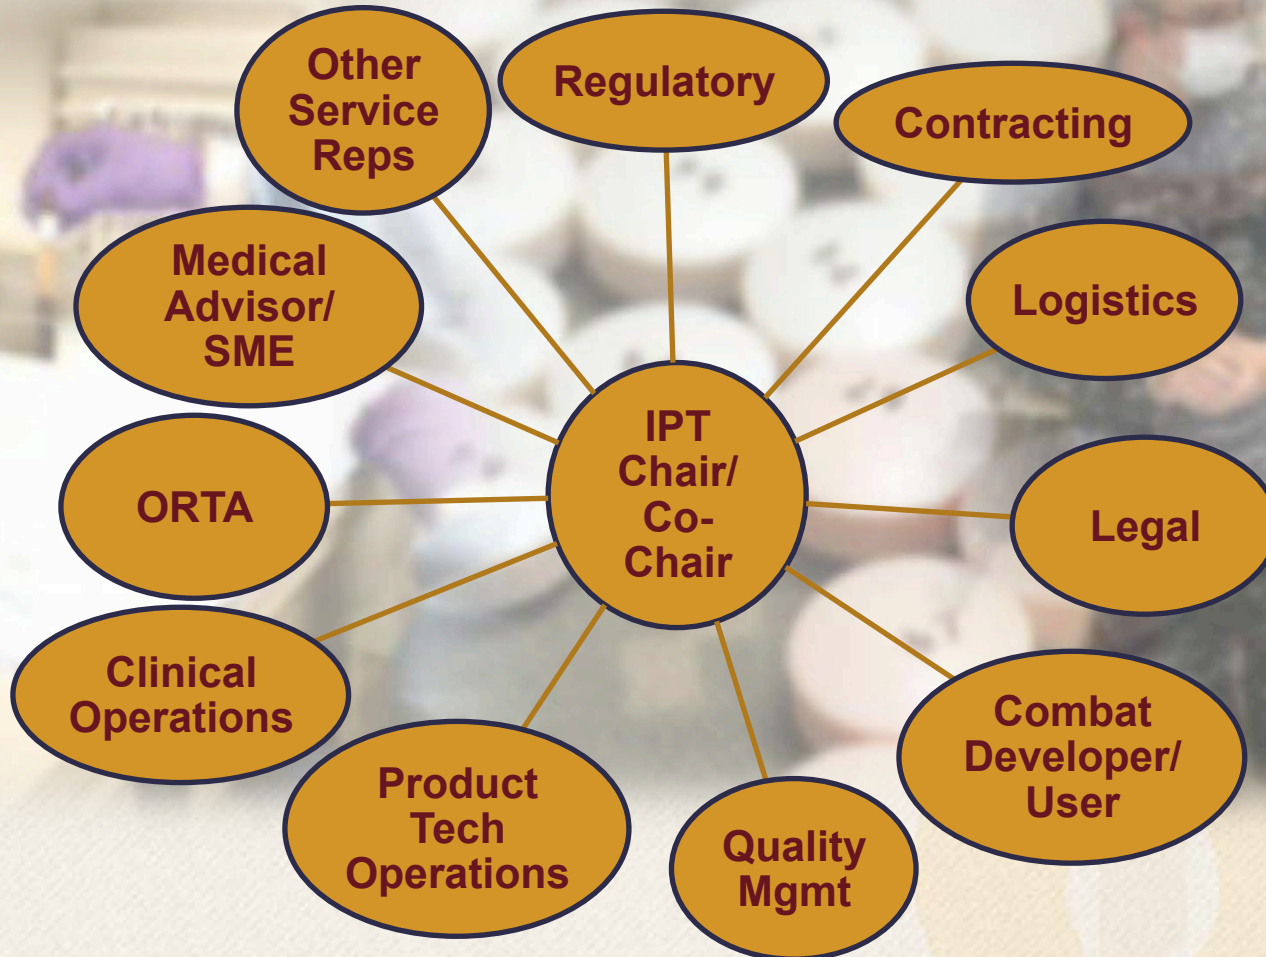 Other
Service
Reps
Regulatory
Contracting
Medical
Advisor/
SME
Logistics
IPT
Chair/
Co-
Chair
ORTA
Legal
Clinical
Operations
Combat
Developer/
User
Product
Tech
Operations
Quality
Mgmt